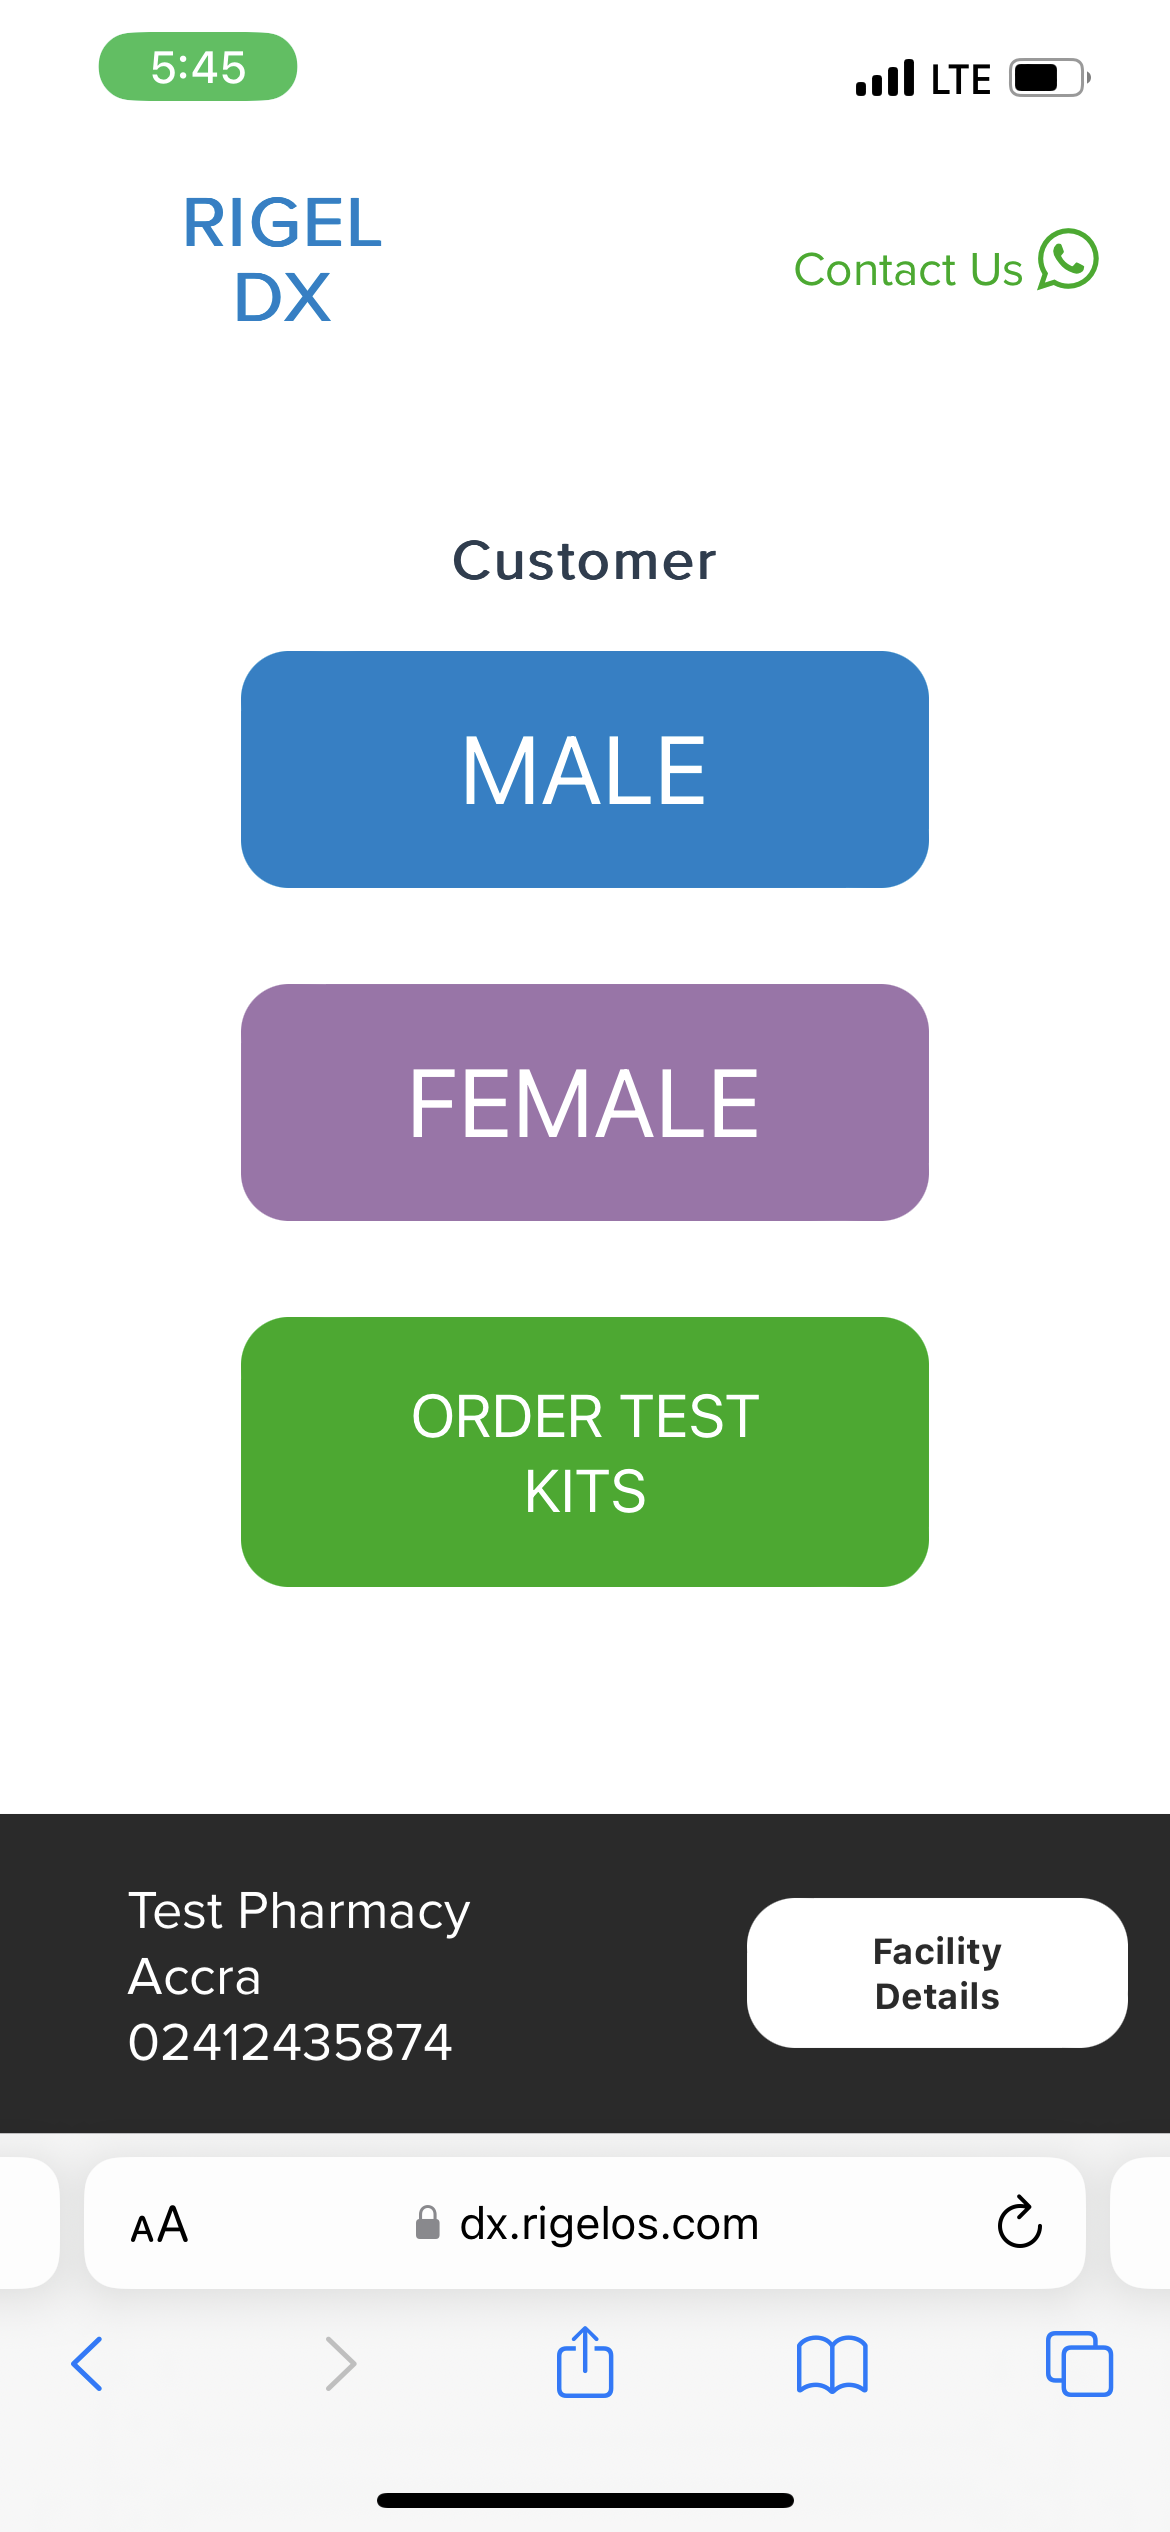 5:45
LTE
RIGEL
DX
Contact Us
Customer
MALE
FEMALE
ORDER TEST
KITS
Test Pharmacy
Accra
02412435874
Facility
Details
AA
dx.rigelos.com